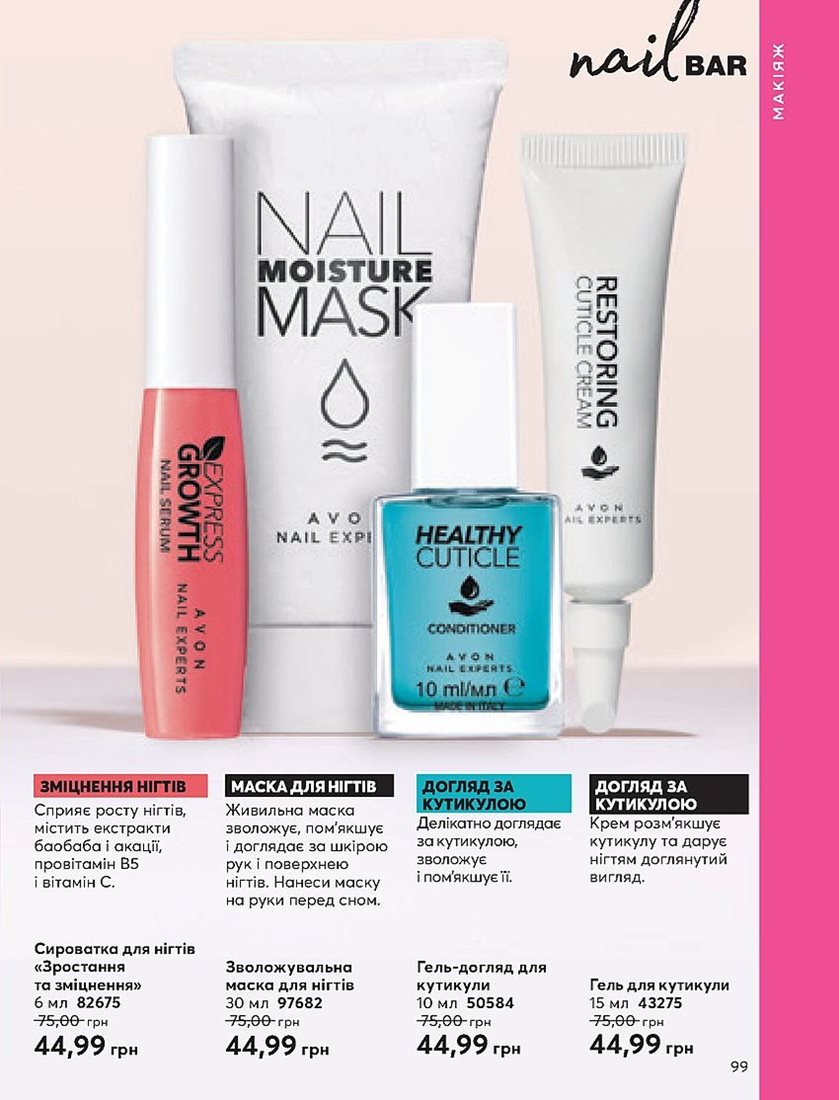 nail BAR
МАКІЯЖ
NAIL
MOISTURE
MASK
AVO
NAIL EXPE
EXPRESS
GROWTH
NAIL SERUM
AVON
NAIL EXPERTS
HEALTHY
CUTICLE
CONDITIONER
AVON
NAIL EXPERTS
10 ml/мл
MADE IN ITALY
RESTORING
CUTICLE CREAM
AVON
AIL EXPERTS
ЗМІЦНЕННЯ НІГТІВ
Сприяє росту нігтів,
містить екстракти
баобаба і акації,
провітамін В5
і вітамін С.
Сироватка для нігтів
«Зростання
та зміцнення»
6 мл 82675
75,00 грн
44,99 грн
МАСКА ДЛЯ НІГТІВ
Живильна маска
зволожує, пом'якшує
і доглядає за шкірою
рук і поверхнею
нігтів. Нанеси маску
на руки перед сном.
Зволожувальна
маска для нігтів
30 мл 97682
75,00 грн
44,99 грн
ДОГЛЯД ЗА
КУТИКУЛОЮ
Делікатно доглядає
за кутикулою,
зволожує
і пом'якшує її.
Гель-догляд для
кутикули
10 мл 50584
75,00 грн
44,99 грн
ДОГЛЯД ЗА
КУТИКУЛОЮ
Крем розм'якшує
кутикулу та дарує
нігтям доглянутий
вигляд.
Гель для кутикули
15 мл 43275
75,00 грн
44,99 грн
99